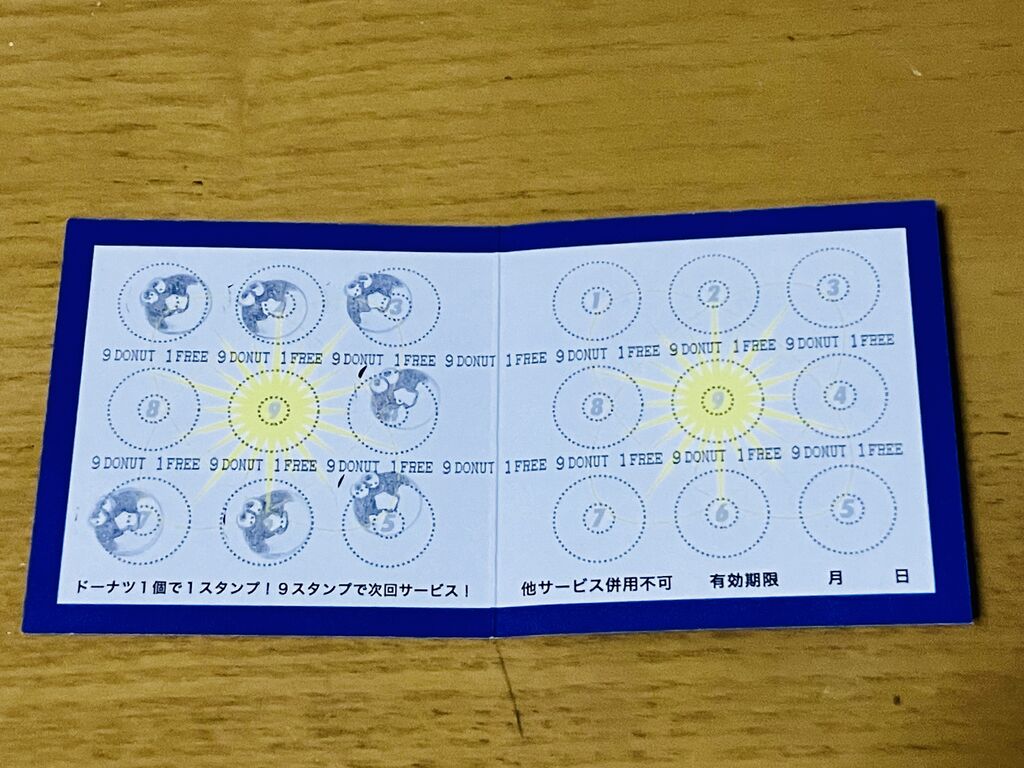 3
9 DONUT 1 FREE 9 DONUT 1 FREE 9 DONUT 1 FREE 9 DONUT
8 9
9 DONUT 1 FREE 9 DONUT 1 FREE 9 DONUT 1 FREE 9 DONUT
7 5
ドーナツ1個で1スタンプ!9スタンプで次回サービス!
1 2 3
1 FREE 9 DONUT 1 FREE 9 DONUT 1 FREE 9 DONUT 1 FREE
8 9 4
1 FREE 9 DONUT 1 FREE 9 DONUT 1 FREE 9 DONUT 1 FREE
7 6 5
他サービス併用不可 有効期限 月 日